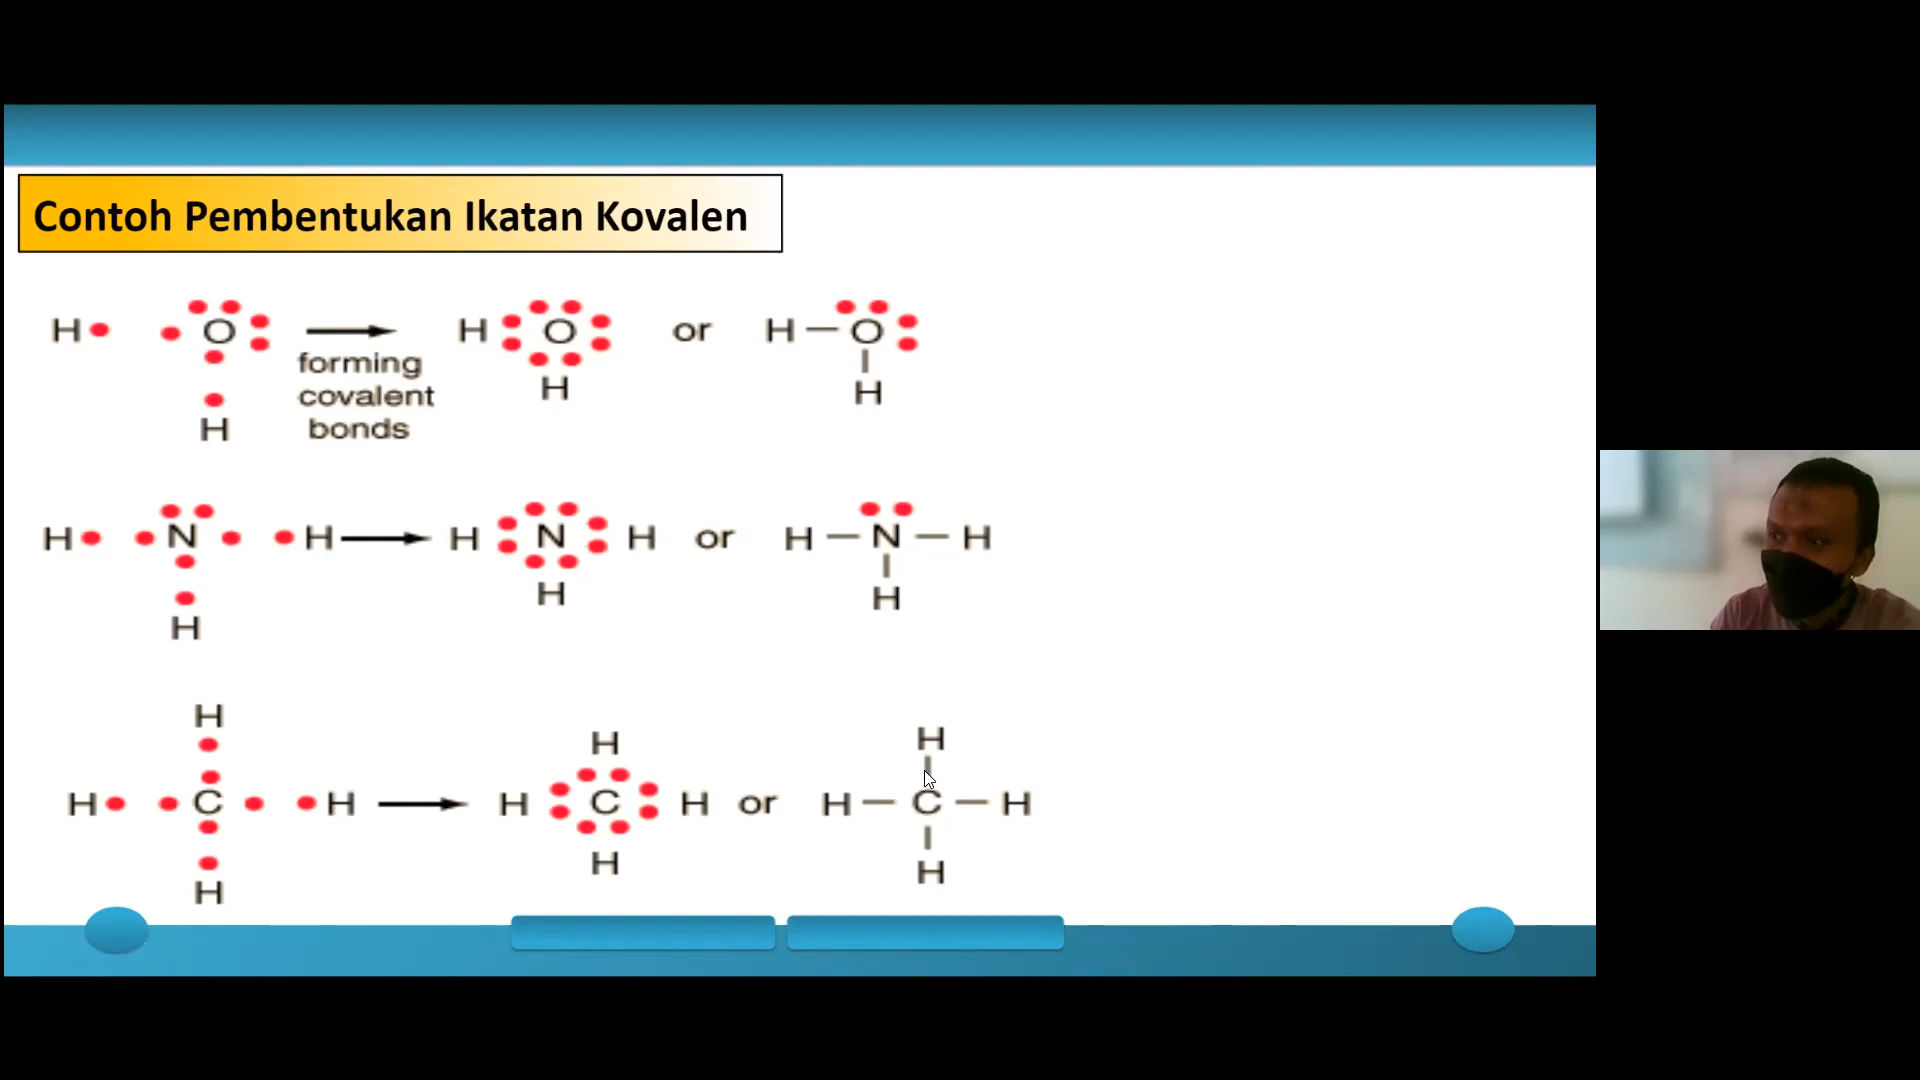 Contoh Pembentukan Ikatan Kovalen
H O H O or H — O
forming
covalent
bonds
H H H
H N H H N H or H — N — H
H H H
H H H
H C H H C H or H — C — H
H H H